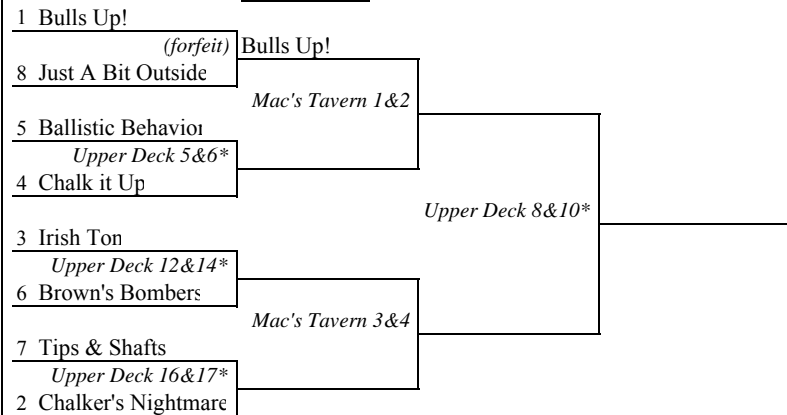 1 Bulls Up!
(forfeit) Bulls Up!
8 Just A Bit Outside
Mac's Tavern 1&2
5 Ballistic Behavior
Upper Deck 5&6*
4 Chalk it Up
Upper Deck 8&10*
3 Irish Ton
Upper Deck 12&14*
6 Brown's Bombers
Mac's Tavern 3&4
7 Tips & Shafts
Upper Deck 16&17*
2 Chalker's Nightmare